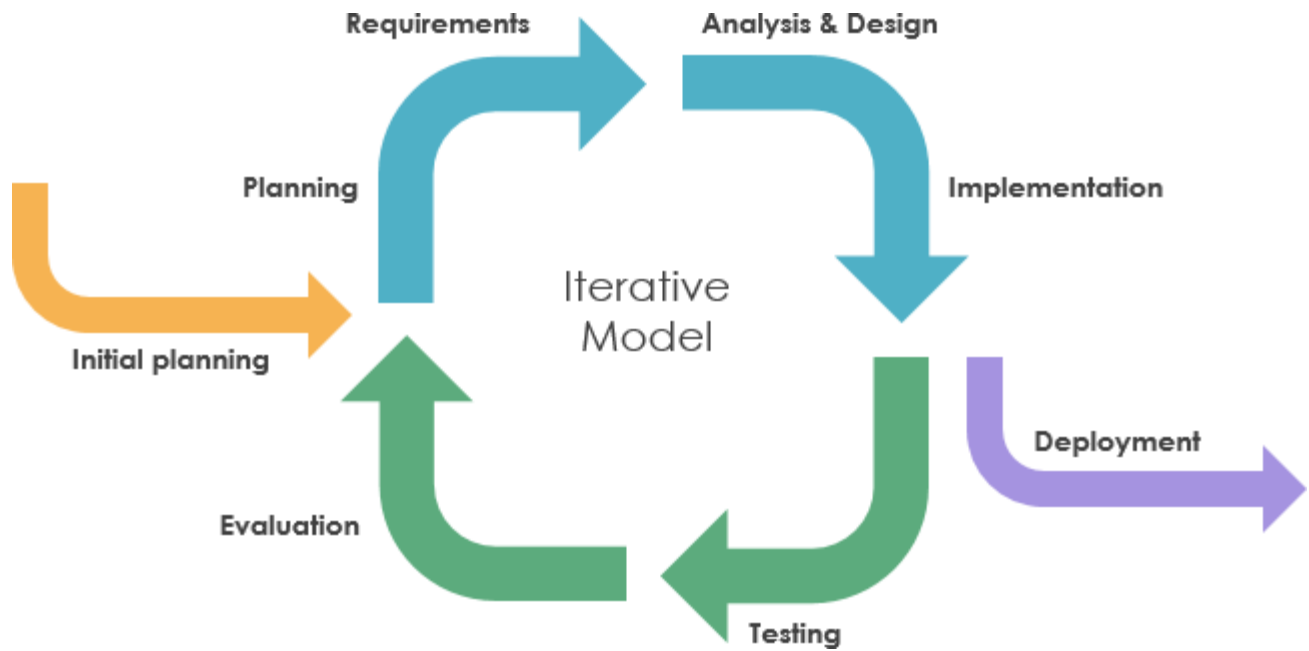 Requirements
Analysis & Design
Planning
Implementation
Iterative
Model
Initial planning
Deployment
Evaluation
Testing